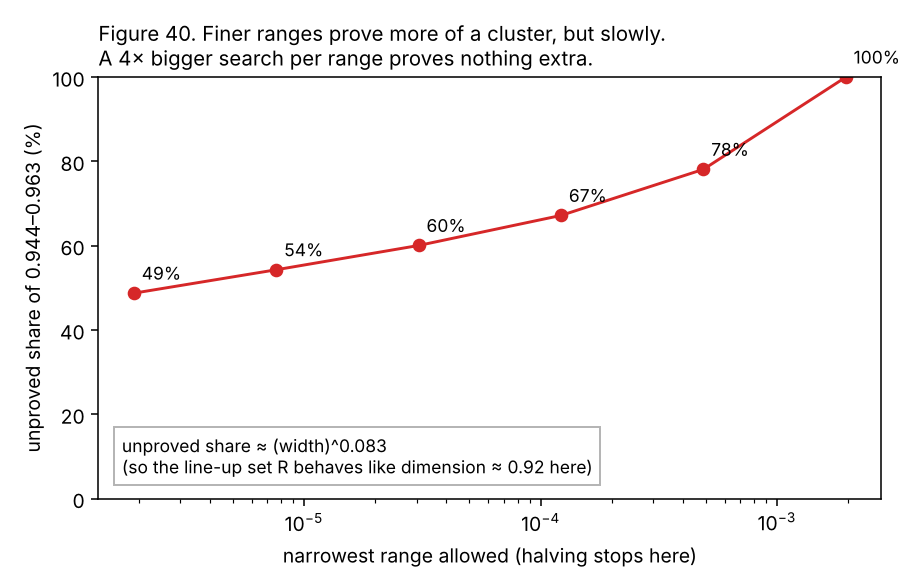 Figure 40. Finer ranges prove more of a cluster, but slowly.
A 4× bigger search per range proves nothing extra.
100%
100
78%
80
67%
60%
60
54%
49%
40
20
unproved share ≈ (width)^0.083
(so the line-up set R behaves like dimension ≈ 0.92 here)
0
10⁻⁵ 10⁻⁴ 10⁻³
narrowest range allowed (halving stops here)
unproved share of 0.944–0.963 (%)